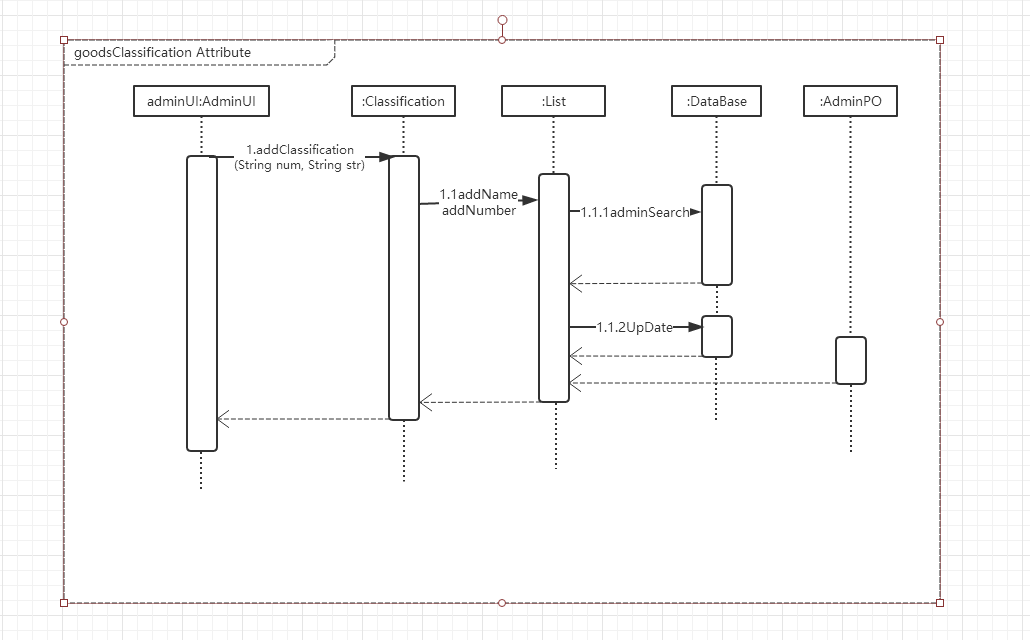 goodsClassification Attribute
adminUI:AdminUI
:Classification
:List
:DataBase
:AdminPO
1.addClassification
(String num, String str)
1.1addName
addNumber
1.1.1adminSearch
1.1.2UpDate